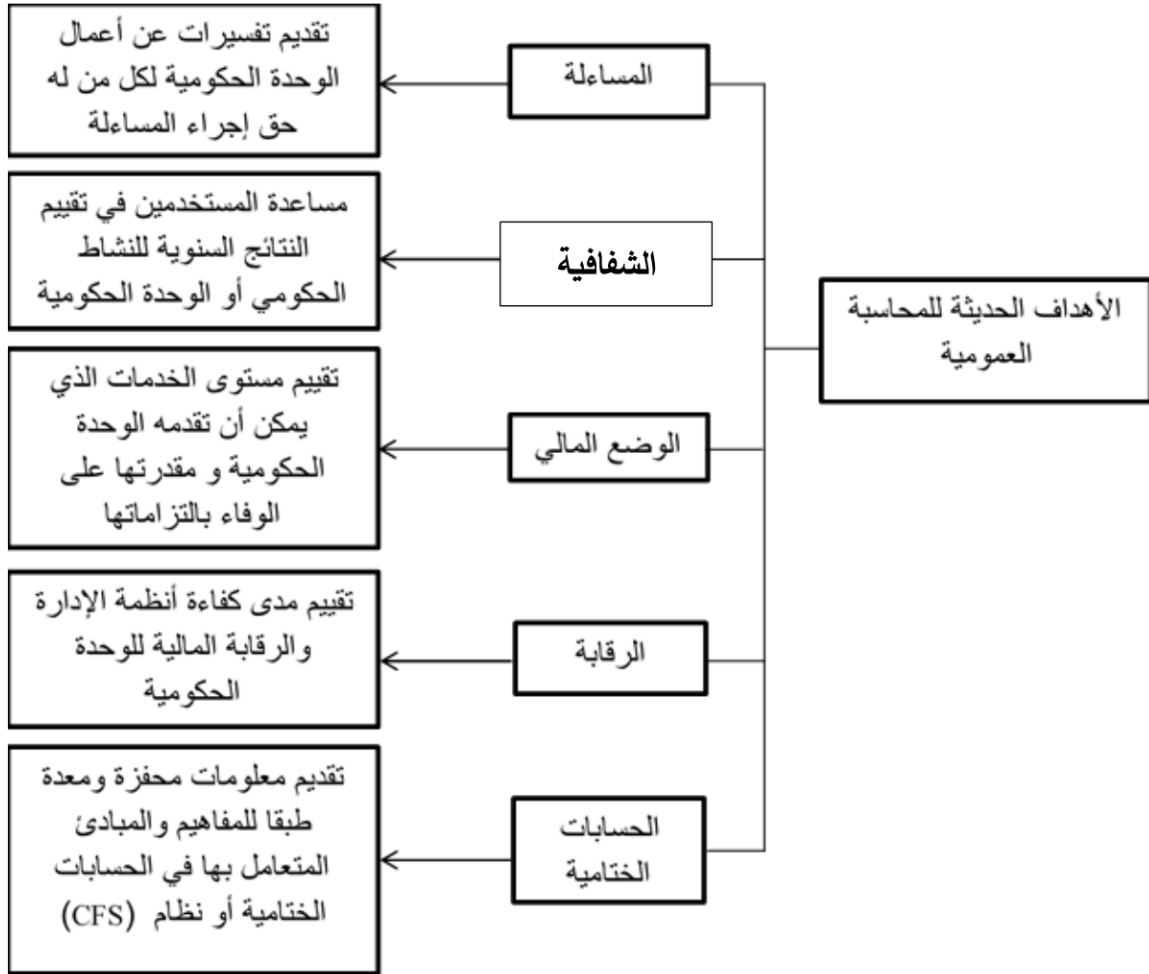 الأهداف الحديثة للمحاسبة
العمومية
المساءلة
تقديم تفسيرات عن أعمال
الوحدة الحكومية لكل من له
حق إجراء المساءلة
الشفافية
مساعدة المستخدمين في تقييم
النتائج السنوية للنشاط
الحكومي أو الوحدة الحكومية
الوضع المالي
تقييم مستوى الخدمات الذي
يمكن أن تقدمه الوحدة
الحكومية و مقدرتها على
الوفاء بالتزاماتها
الرقابة
تقييم مدى كفاءة أنظمة الإدارة
والرقابة المالية للوحدة
الحكومية
الحسابات
الختامية
تقديم معلومات محفزة ومعدة
طبقا للمفاهيم والمبادئ
المتعامل بها في الحسابات
الختامية أو نظام (CFS)